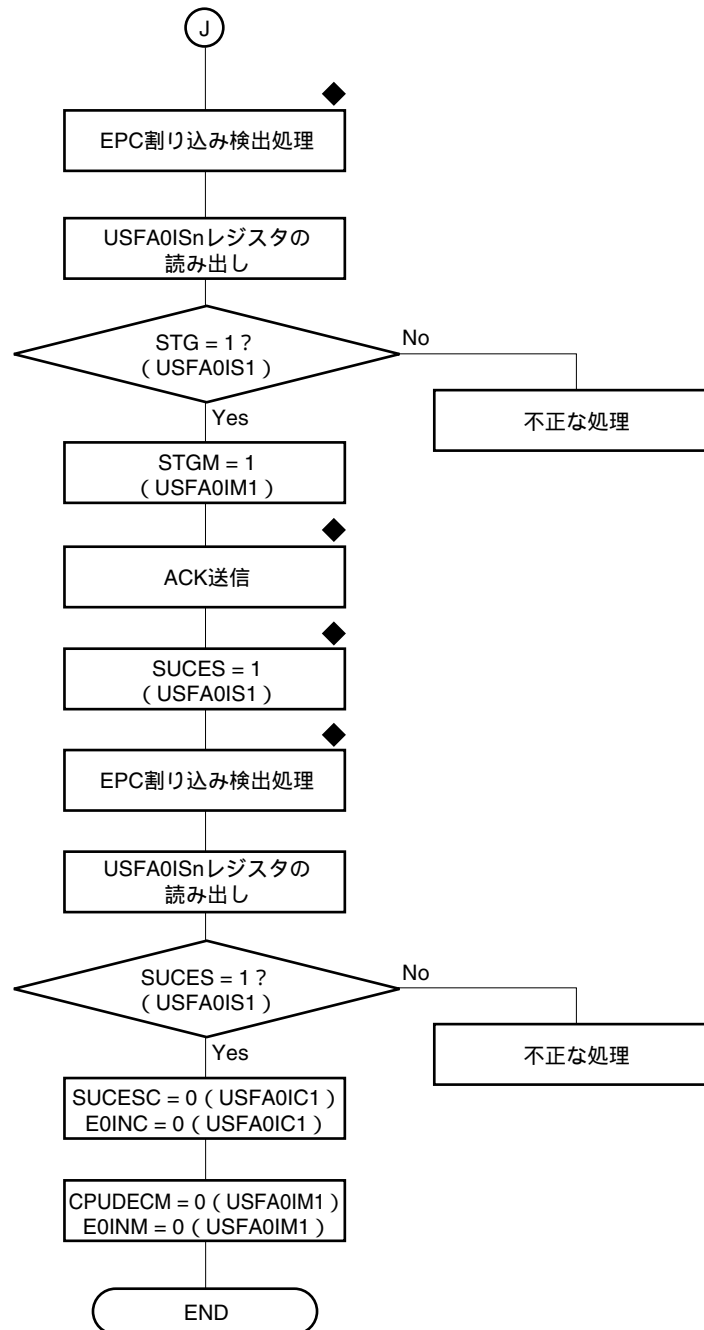 J
EPC割り込み検出処理
USFA0ISnレジスタの
読み出し
STG = 1？
（USFA0IS1）
No
不正な処理
Yes
STGM = 1
（USFA0IM1）
ACK送信
SUCES = 1
（USFA0IS1）
EPC割り込み検出処理
USFA0ISnレジスタの
読み出し
SUCES = 1？
（USFA0IS1）
No
不正な処理
Yes
SUCESC = 0（USFA0IC1）
E0INC = 0（USFA0IC1）
CPUDECM = 0（USFA0IM1）
E0INM = 0（USFA0IM1）
END